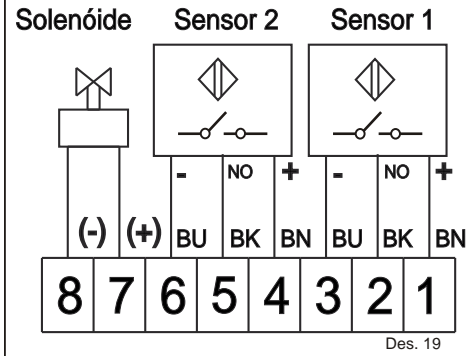 Solenóide Sensor 2 Sensor 1
- NO + - NO +
(-) (+) BU BK BN BU BK BN
8 7 6 5 4 3 2 1
Des. 19